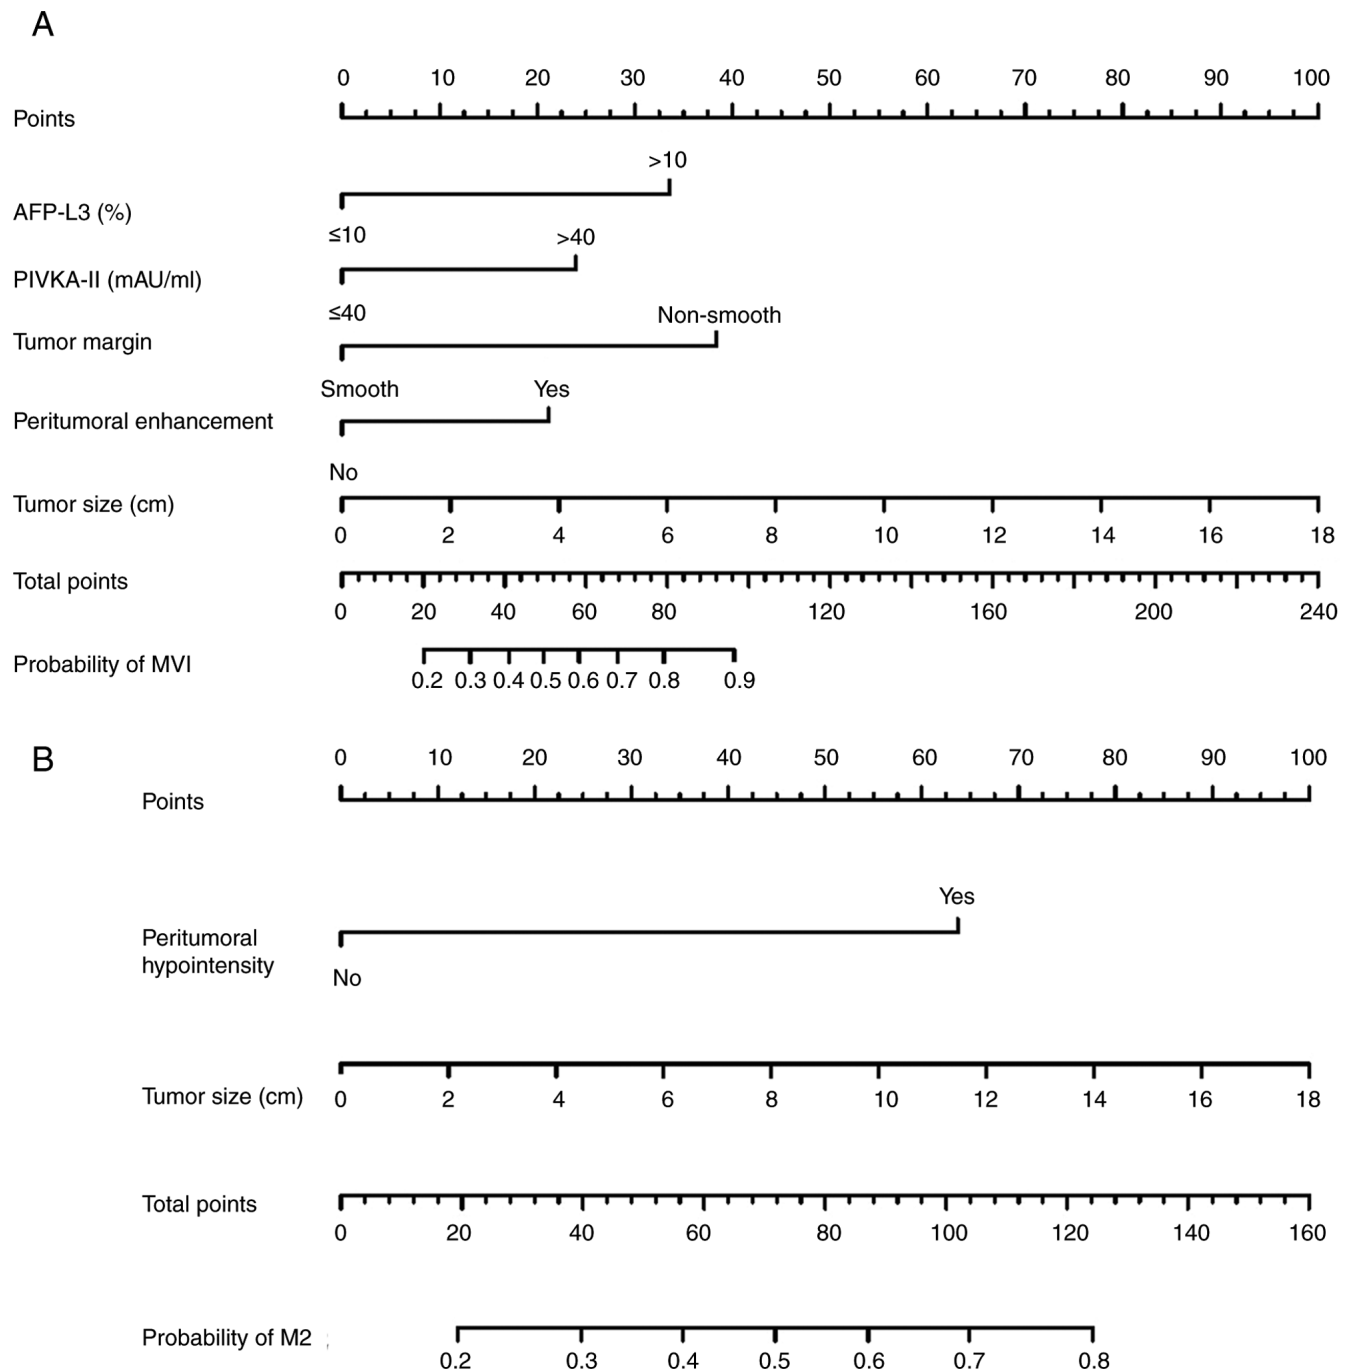 A
0 10 20 30 40 50 60 70 80 90 100
Points
>10
AFP-L3 (%)
≤10
>40
PIVKA-II (mAU/ml)
≤40
Non-smooth
Tumor margin
Smooth
Yes
Peritumoral enhancement
No
Tumor size (cm)
0 2 4 6 8 10 12 14 16 18
Total points
0 20 40 60 80 120 160 200 240
Probability of MVI
0.2 0.3 0.4 0.5 0.6 0.7 0.8 0.9
B
0 10 20 30 40 50 60 70 80 90 100
Points
Yes
Peritumoral
hypointensity
No
Tumor size (cm)
0 2 4 6 8 10 12 14 16 18
Total points
0 20 40 60 80 100 120 140 160
Probability of M2
0.2 0.3 0.4 0.5 0.6 0.7 0.8